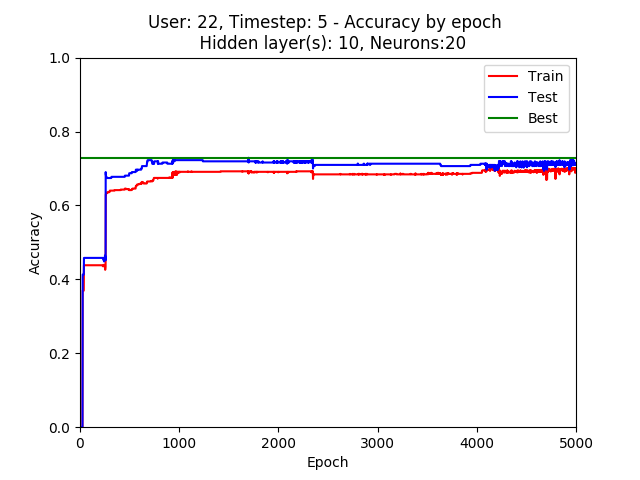 User: 22, Timestep: 5 - Accuracy by epoch
Hidden layer(s): 10, Neurons:20
1.0
0.8
0.6
0.4
0.2
0.0
Accuracy
Train
Test
Best
0 1000 2000 3000 4000 5000
Epoch